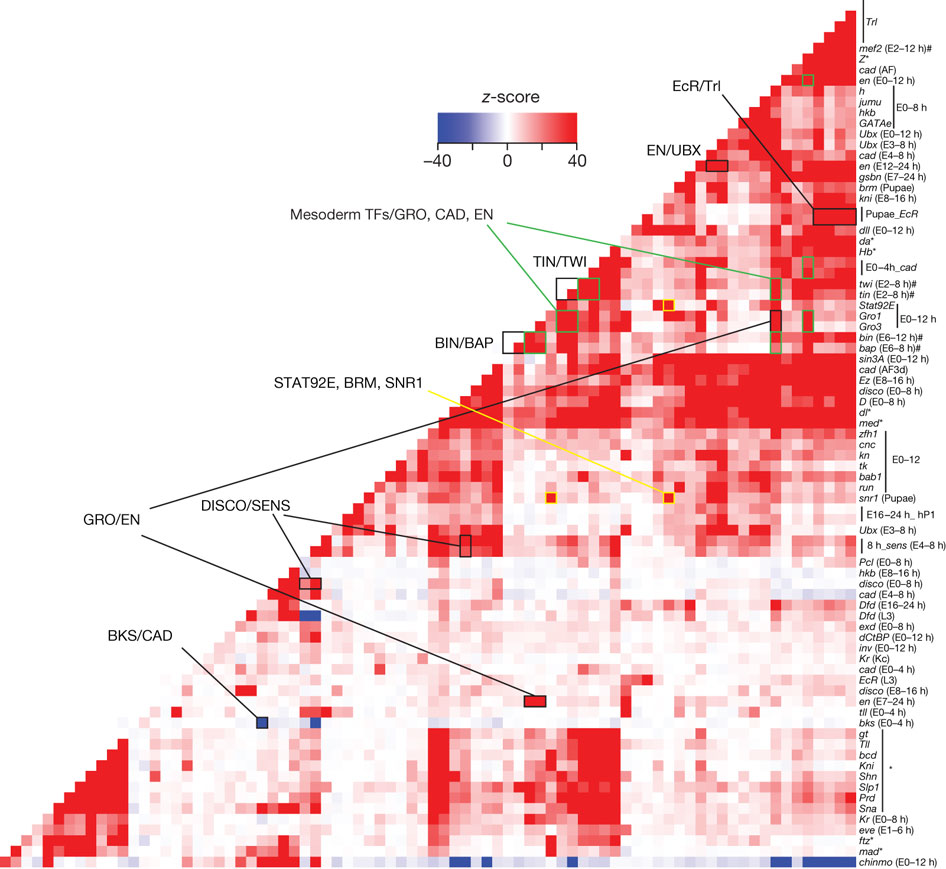 Trl
mef2 (E2–12 h)#
Z*
cad (AF)
en (E0–12 h)
EcR/Trl
z-score
–40 0 40
h
jumu
hkb
GATAe
E0–8 h
Ubx (E0–12 h)
Ubx (E3–8 h)
EN/UBX
cad (E4–8 h)
en (E12–24 h)
gsbn (E7–24 h)
brm (Pupae)
kni (E8–16 h)
Mesoderm TFs/GRO, CAD, EN
Pupae_EcR
dll (E0–12 h)
da*
Hb*
TIN/TWI
E0–4h_cad
twi (E2–8 h)#
tin (E2–8 h)#
Stat92E
Gro1
Gro3
E0–12 h
BIN/BAP
bin (E6–12 h)#
bap (E6–8 h)#
sin3A (E0–12 h)
cad (AF3d)
STAT92E, BRM, SNR1
Ez (E8–16 h)
disco (E0–8 h)
D (E0–8 h)
dl*
med*
zfh1
cnc
kn
tk
bab1
run
E0–12
snr1 (Pupae)
DISCO/SENS
GRO/EN
E16–24 h_ hP1
Ubx (E3–8 h)
8 h_sens (E4–8 h)
Pcl (E0–8 h)
hkb (E8–16 h)
disco (E0–8 h)
cad (E4–8 h)
Dfd (E16–24 h)
Dfd (L3)
exd (E0–8 h)
BKS/CAD
dCtBP (E0–12 h)
inv (E0–12 h)
Kr (Kc)
cad (E0–4 h)
EcR (L3)
disco (E8–16 h)
en (E7–24 h)
tll (E0–4 h)
bks (E0–4 h)
gt
Tll
bcd
Kni
Shn
Slp1
Prd
Sna
*
Kr (E0–8 h)
eve (E1–6 h)
ftz*
mad*
chinmo (E0–12 h)